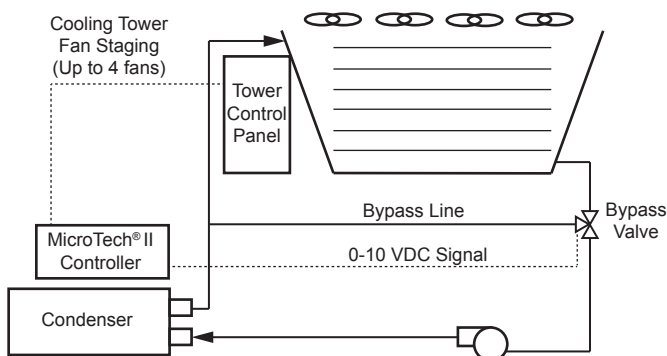 Cooling Tower
Fan Staging
(Up to 4 fans)
Tower
Control
Panel
Bypass Line
Bypass
Valve
MicroTech® II
Controller
0-10 VDC Signal
Condenser